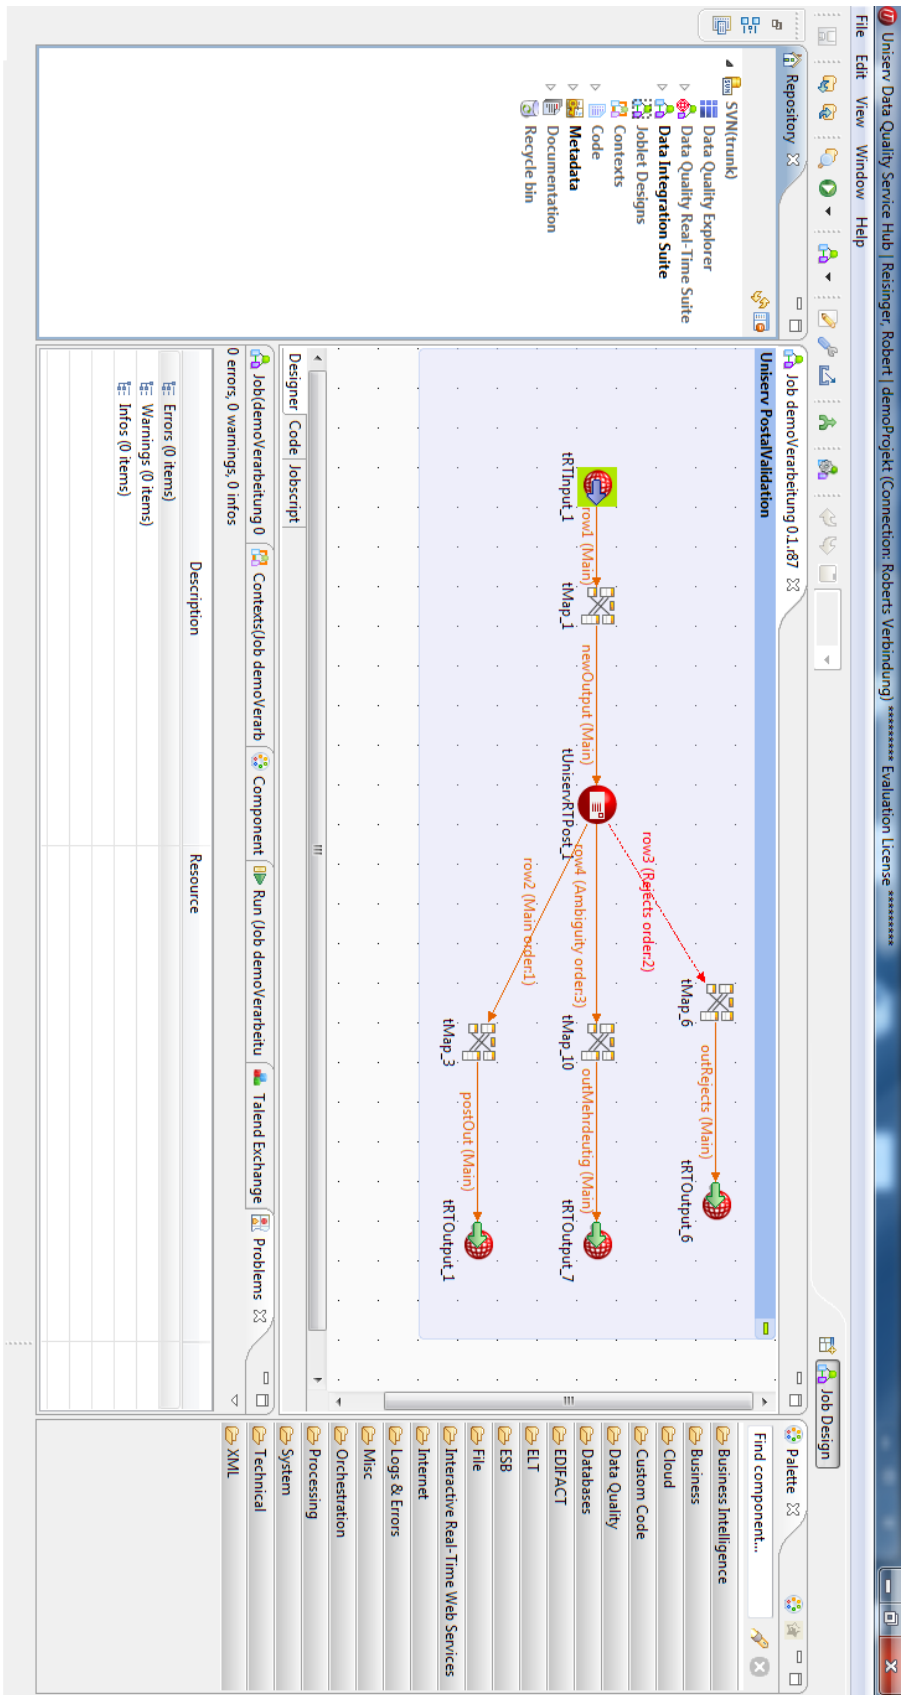 Uniserv Data Quality Service Hub | Reisinger, Robert | demoProjekt (Connection: Roberts Verbindung) ********* Evaluation License *********
File Edit View Window Help
Job Design
Repository
SVN(trunk)
Data Quality Explorer
Data Quality Real-Time Suite
Data Integration Suite
Joblet Designs
Contexts
Code
Metadata
Documentation
Recycle bin
Job demoVerarbeitung 0.1.r87
Uniserv PostalValidation
row3 (Rejects order:2)
tMap_6
outRejects (Main)
tRTOutput_6
tRTInput_1
row1 (Main)
tMap_1
newOutput (Main)
tUniservRTPost_1
row4 (Ambiguity order:3)
tMap_10
outMehrdeutig (Main)
tRTOutput_7
row2 (Main order:1)
tMap_3
postOut (Main)
tRTOutput_1
Designer Code Jobscript
Job(demoVerarbeitung 0 Contexts(Job demoVerarb Component Run (Job demoVerarbeitu Talend Exchange Problems
0 errors, 0 warnings, 0 infos
Description Resource
Errors (0 items)
Warnings (0 items)
Infos (0 items)
Palette
Find component...
Business Intelligence
Business
Cloud
Custom Code
Data Quality
Databases
EDIFACT
ELT
ESB
File
Interactive Real-Time Web Services
Internet
Logs & Errors
Misc
Orchestration
Processing
System
Technical
XML